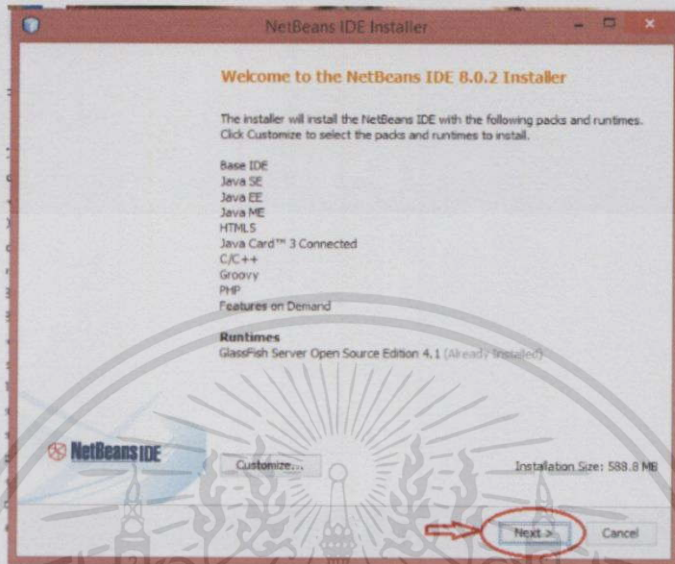 NetBeans IDE Installer
Welcome to the NetBeans IDE 8.0.2 Installer
The installer will install the NetBeans IDE with the following packs and runtimes.
Click Customize to select the packs and runtimes to install.
Base IDE
Java SE
Java EE
Java ME
HTML5
Java Card™ 3 Connected
C/C++
Groovy
PHP
Features on Demand
Runtimes
GlassFish Server Open Source Edition 4.1 (Already Installed)
NetBeans IDE
Customize...
Installation Size: 588.8 MB
Next >
Cancel